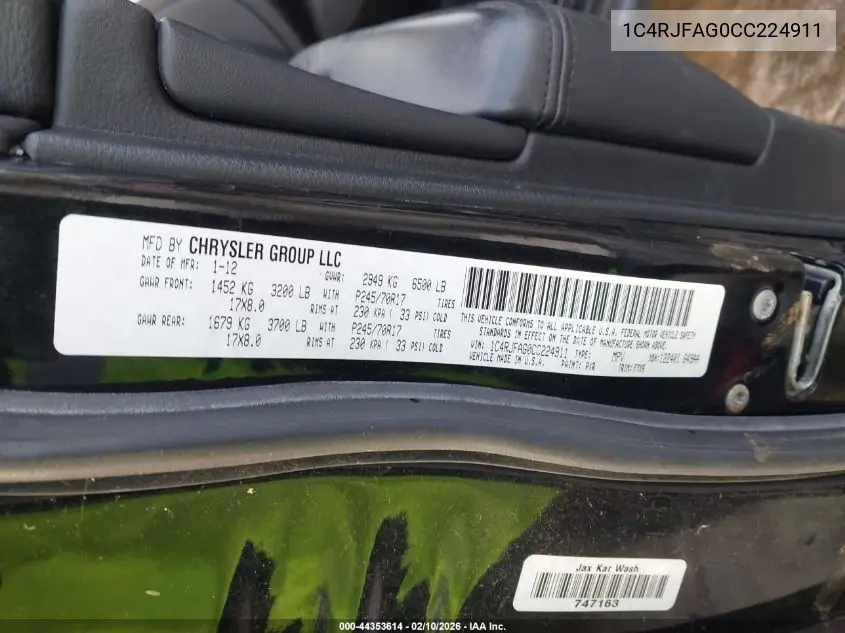 1C4RJFAG0CC224911
MFD BY CHRYSLER GROUP LLC
DATE OF MFR: 1-12 GVWR: 2949 KG 6500 LB
GAWR FRONT: 1452 KG 3200 LB WITH P245/70R17 TIRES
17X8.0 RIMS AT 230 KPA ( 33 PSI) COLD
GAWR REAR: 1679 KG 3700 LB WITH P245/70R17 TIRES
17X8.0 RIMS AT 230 KPA ( 33 PSI) COLD
THIS VEHICLE CONFORMS TO ALL APPLICABLE U.S.A. FEDERAL MOTOR VEHICLE SAFETY
STANDARDS IN EFFECT ON THE DATE OF MANUFACTURE SHOWN ABOVE.
VIN: 1C4RJFAG0CC224911 TYPE: MPV MDH:
VEHICLE MADE IN U.S.A. PAINT: PXR TRIM:
Jax Kar Wash
747163
000-44353614 — 02/10/2026 — IAA Inc.